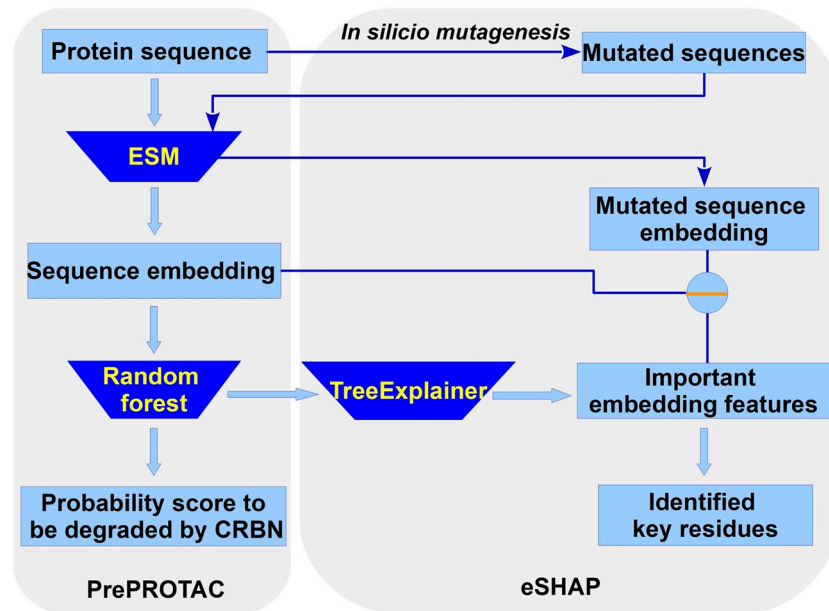 Protein sequence
In silicio mutagenesis
Mutated sequences
ESM
Mutated sequence
embedding
Sequence embedding
Random
forest
TreeExplainer
Important
embedding features
Probability score to
be degraded by CRBN
Identified
key residues
PrePROTAC
eSHAP